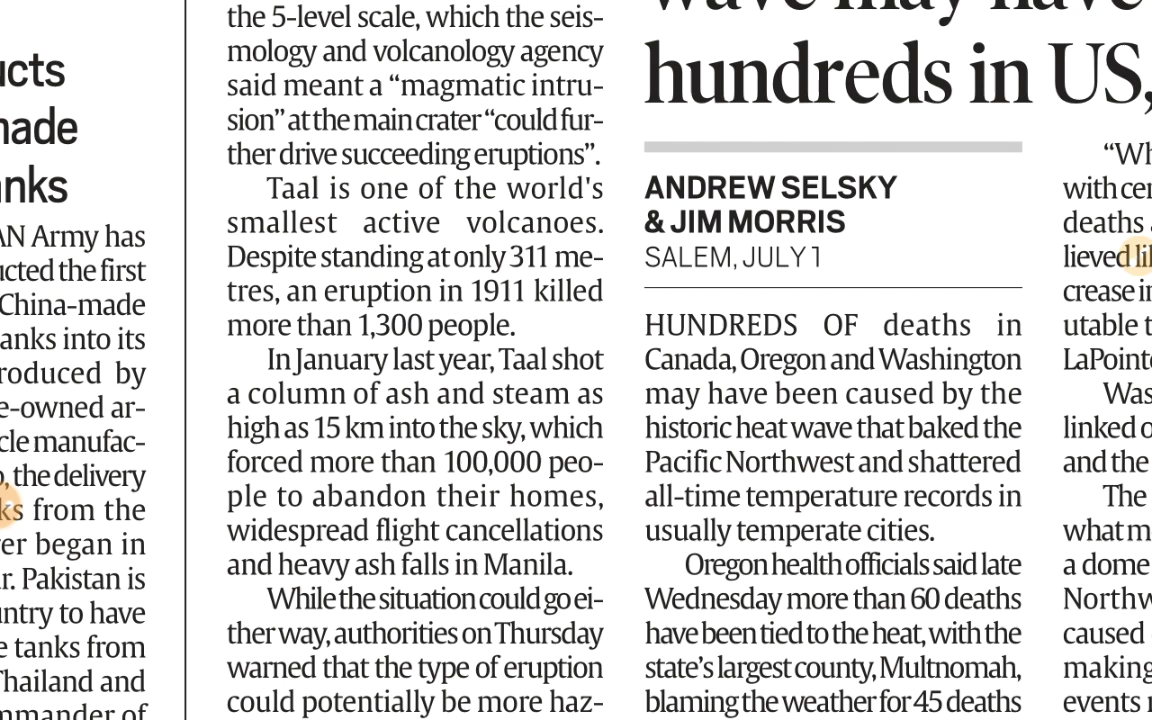 ucts
made
anks
AN Army has
ucted the first
China-made
anks into its
roduced by
e-owned ar-
cle manufac-
o, the delivery
ks from the
er began in
r. Pakistan is
untry to have
e tanks from
Thailand and
mmander of
the 5-level scale, which the seis-
mology and volcanology agency
said meant a “magmatic intru-
sion” at the main crater “could fur-
ther drive succeeding eruptions”.
Taal is one of the world's
smallest active volcanoes.
Despite standing at only 311 me-
tres, an eruption in 1911 killed
more than 1,300 people.
In January last year, Taal shot
a column of ash and steam as
high as 15 km into the sky, which
forced more than 100,000 peo-
ple to abandon their homes,
widespread flight cancellations
and heavy ash falls in Manila.
While the situation could go ei-
ther way, authorities on Thursday
warned that the type of eruption
could potentially be more haz-
wave may have
hundreds in US,
ANDREW SELSKY
& JIM MORRIS
SALEM, JULY 1
HUNDREDS OF deaths in
Canada, Oregon and Washington
may have been caused by the
historic heat wave that baked the
Pacific Northwest and shattered
all-time temperature records in
usually temperate cities.
Oregon health officials said late
Wednesday more than 60 deaths
have been tied to the heat, with the
state’s largest county, Multnomah,
blaming the weather for 45 deaths
“Wh
with cer
deaths
lieved li
crease i
utable t
LaPointe
Was
linked o
and the
The
what m
a dome
Northw
caused
making
events